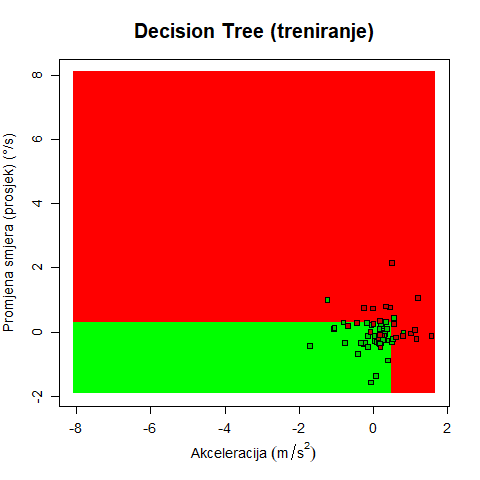 Decision Tree (treniranje)
Promjena smjera (prosjek) (°/s)
8
6
4
2
0
-2
-8 -6 -4 -2 0 2
Akceleracija (m/s²)